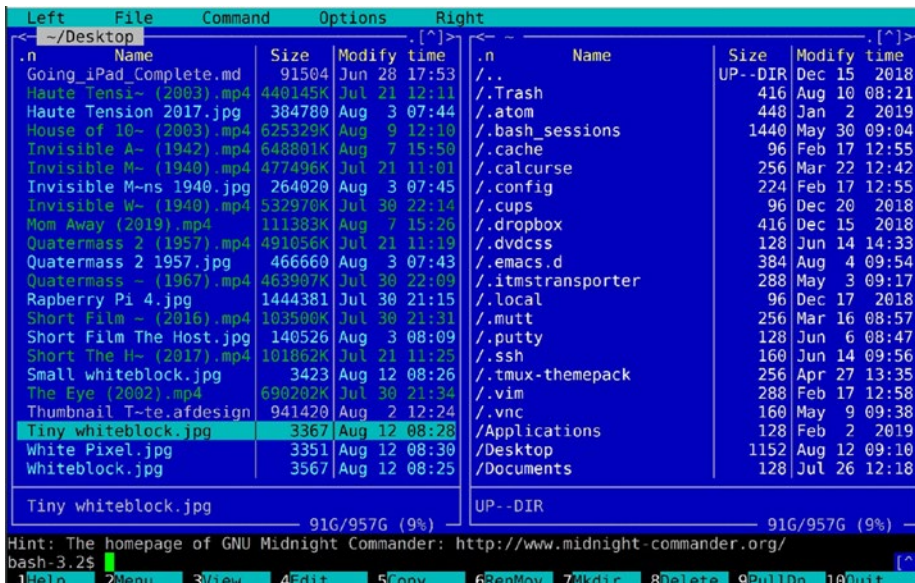 Left File Command Options Right
<- ~/Desktop .[^]> <- ~ .[^]>
.n Name Size Modify time .n Name Size Modify time
Going_iPad_Complete.md 91504 Jun 28 17:53 /.. UP--DIR Dec 15 2018
Haute Tensi~ (2003).mp4 440145K Jul 21 12:11 /.Trash 416 Aug 10 08:21
Haute Tension 2017.jpg 384780 Aug 3 07:44 /.atom 448 Jan 2 2019
House of 10~ (2003).mp4 625329K Aug 9 12:10 /.bash_sessions 1440 May 30 09:04
Invisible A~ (1942).mp4 648801K Aug 7 15:50 /.cache 96 Feb 17 12:55
Invisible M~ (1940).mp4 477496K Jul 21 11:01 /.calcurse 256 Mar 22 12:42
Invisible M~ns 1940.jpg 264020 Aug 3 07:45 /.config 224 Feb 17 12:55
Invisible W~ (1940).mp4 532970K Jul 30 22:14 /.cups 96 Dec 20 2018
Mom Away (2019).mp4 111383K Aug 7 15:26 /.dropbox 416 Dec 15 2018
Quatermass 2 (1957).mp4 491056K Jul 21 11:19 /.dvdcss 128 Jun 14 14:33
Quatermass 2 1957.jpg 466660 Aug 3 07:43 /.emacs.d 384 Aug 4 09:54
Quatermass ~ (1967).mp4 463907K Jul 30 22:09 /.itmstransporter 288 May 3 09:17
Rapberry Pi 4.jpg 1444381 Jul 30 21:15 /.local 96 Dec 17 2018
Short Film ~ (2016).mp4 103500K Jul 30 21:31 /.mutt 256 Mar 16 08:57
Short Film The Host.jpg 140526 Aug 3 08:09 /.putty 128 Jun 6 08:47
Short The H~ (2017).mp4 101862K Jul 21 11:25 /.ssh 160 Jun 14 09:56
Small whiteblock.jpg 3423 Aug 12 08:26 /.tmux-themepack 256 Apr 27 13:35
The Eye (2002).mp4 690202K Jul 30 21:34 /.vim 288 Feb 17 12:58
Thumbnail T~te.afdesign 941420 Aug 2 12:24 /.vnc 160 May 9 09:38
Tiny whiteblock.jpg 3367 Aug 12 08:28 /Applications 128 Feb 2 2019
White Pixel.jpg 3351 Aug 12 08:30 /Desktop 1152 Aug 12 09:10
Whiteblock.jpg 3567 Aug 12 08:25 /Documents 128 Jul 26 12:18
Tiny whiteblock.jpg UP--DIR
91G/957G (9%) 91G/957G (9%)
Hint: The homepage of GNU Midnight Commander: http://www.midnight-commander.org/
bash-3.2$ [^
1Help 2Menu 3View 4Edit 5Copy 6RenMov 7Mkdir 8Delete 9PullDn 10Quit